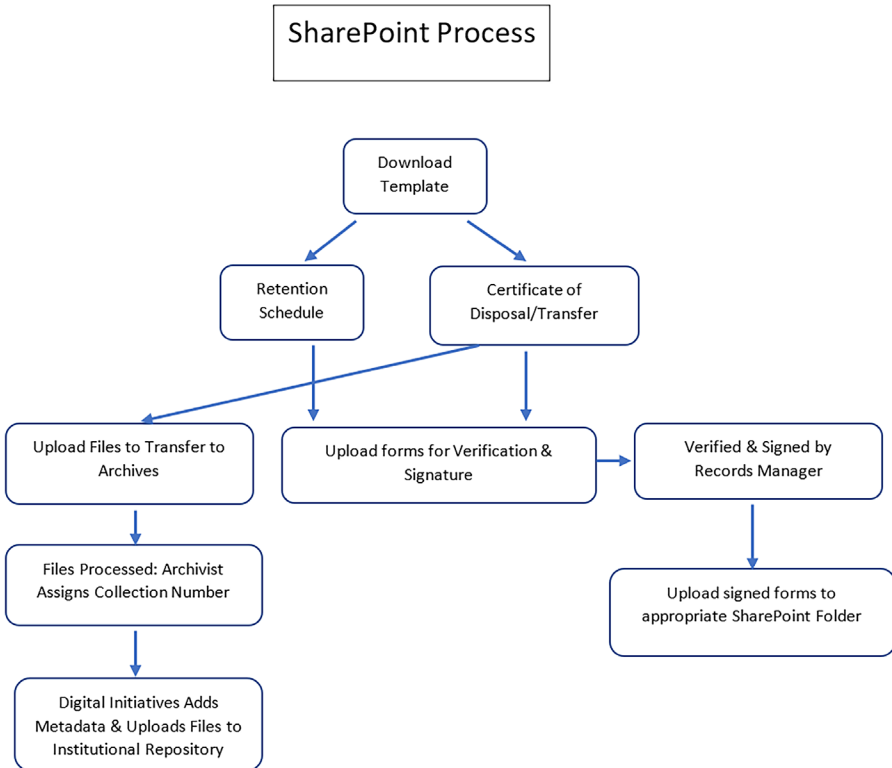 SharePoint Process
Download
Template
Retention
Schedule
Certificate of
Disposal/Transfer
Upload Files to Transfer to
Archives
Upload forms for Verification &
Signature
Verified & Signed by
Records Manager
Files Processed: Archivist
Assigns Collection Number
Upload signed forms to
appropriate SharePoint Folder
Digital Initiatives Adds
Metadata & Uploads Files to
Institutional Repository